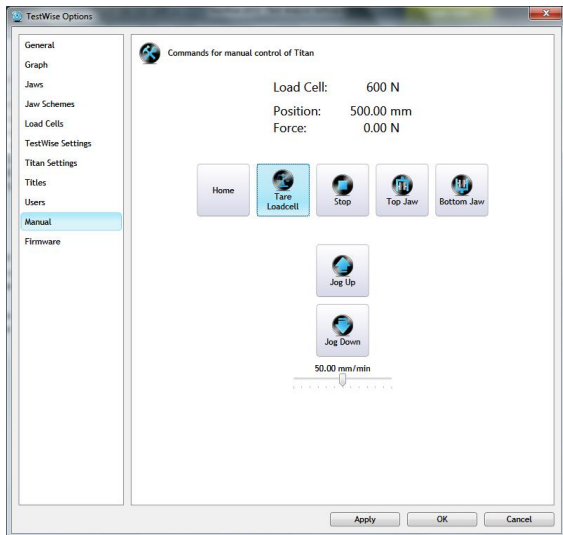 TestWise Options
General
Graph
Jaws
Jaw Schemes
Load Cells
TestWise Settings
Titan Settings
Titles
Users
Manual
Firmware
Commands for manual control of Titan
Load Cell: 600 N
Position: 500.00 mm
Force: 0.00 N
Home
Tare
Loadcell
Stop
Top Jaw
Bottom Jaw
Jog Up
Jog Down
50.00 mm/min
Apply
OK
Cancel